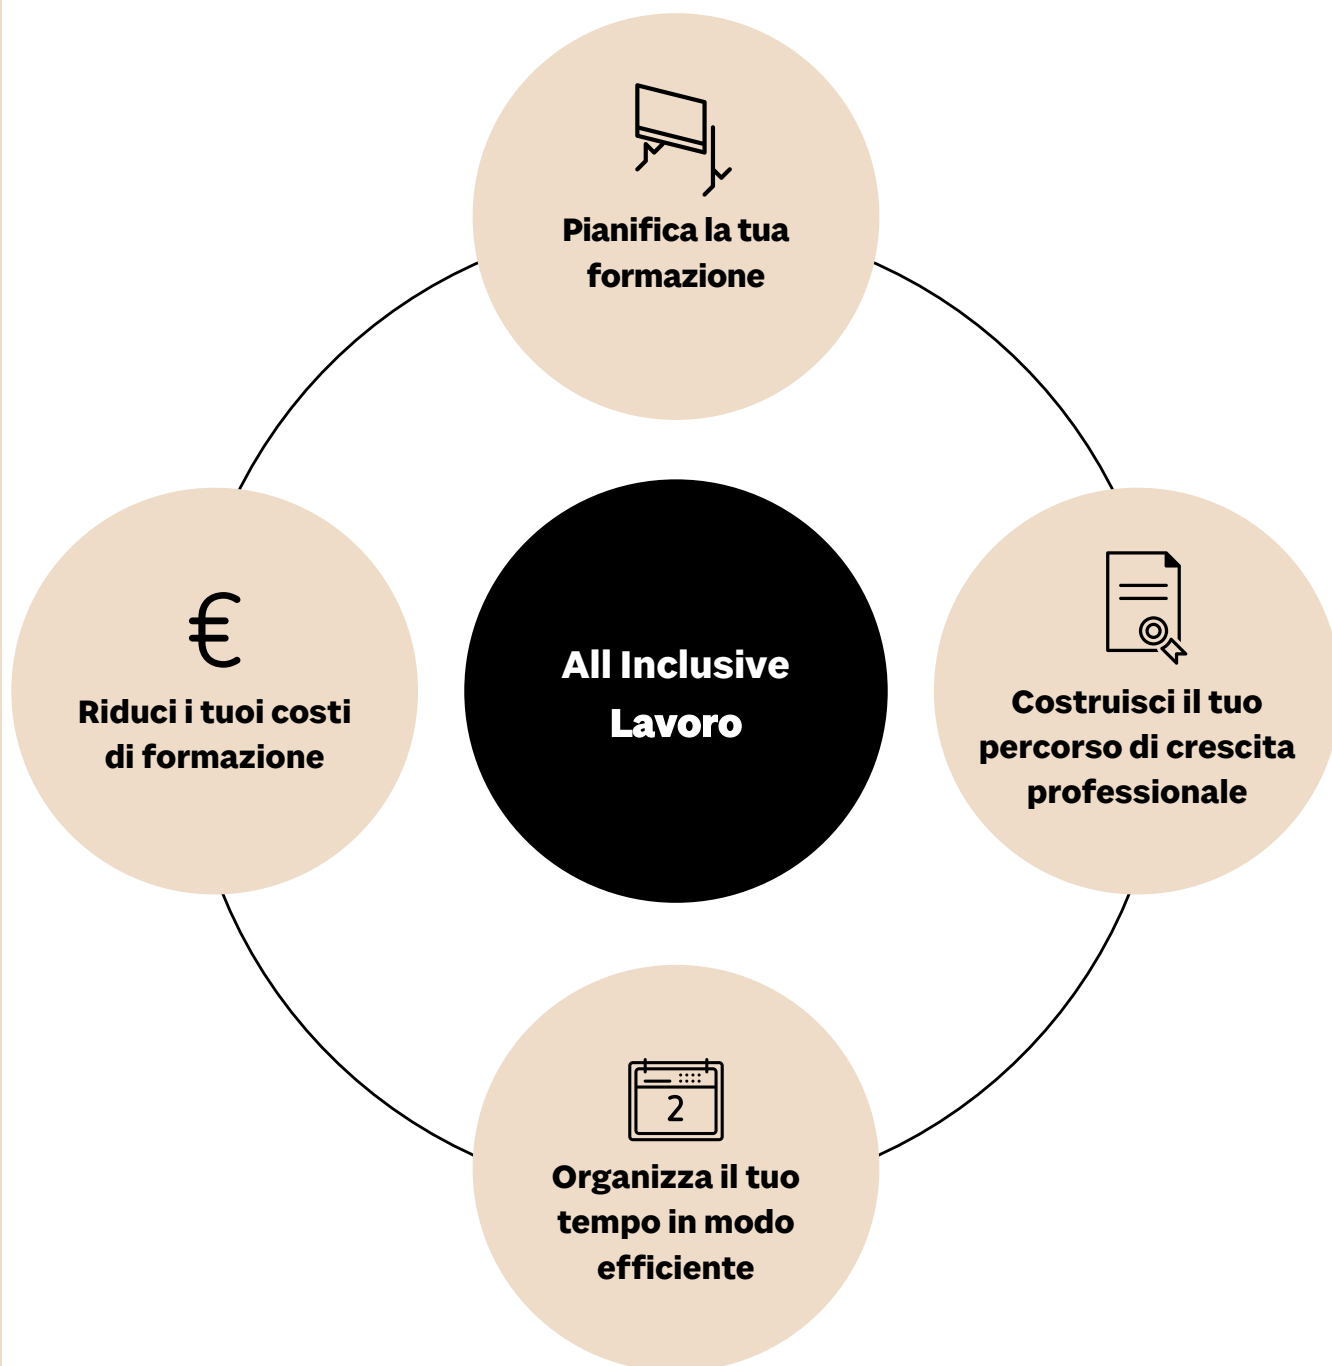 Pianifica la tua
formazione
€
Riduci i tuoi costi
di formazione
All Inclusive
Lavoro
Costruisci il tuo
percorso di crescita
professionale
2
Organizza il tuo
tempo in modo
efficiente